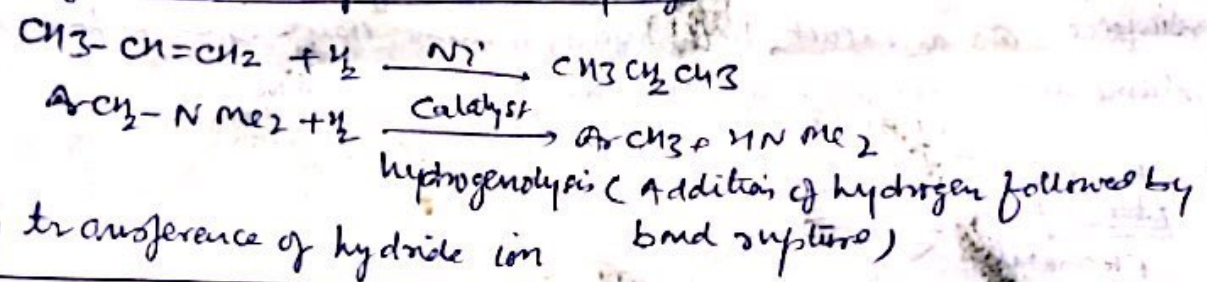 CH3-CH=CH2 + H2 —Ni→ CH3CH2CH3
ArCH2-NMe2 + H2 —Catalyst→ ArCH3 + HNMe2
hydrogenolysis (Addition of hydrogen followed by
bond rupture)
transference of hydride ion